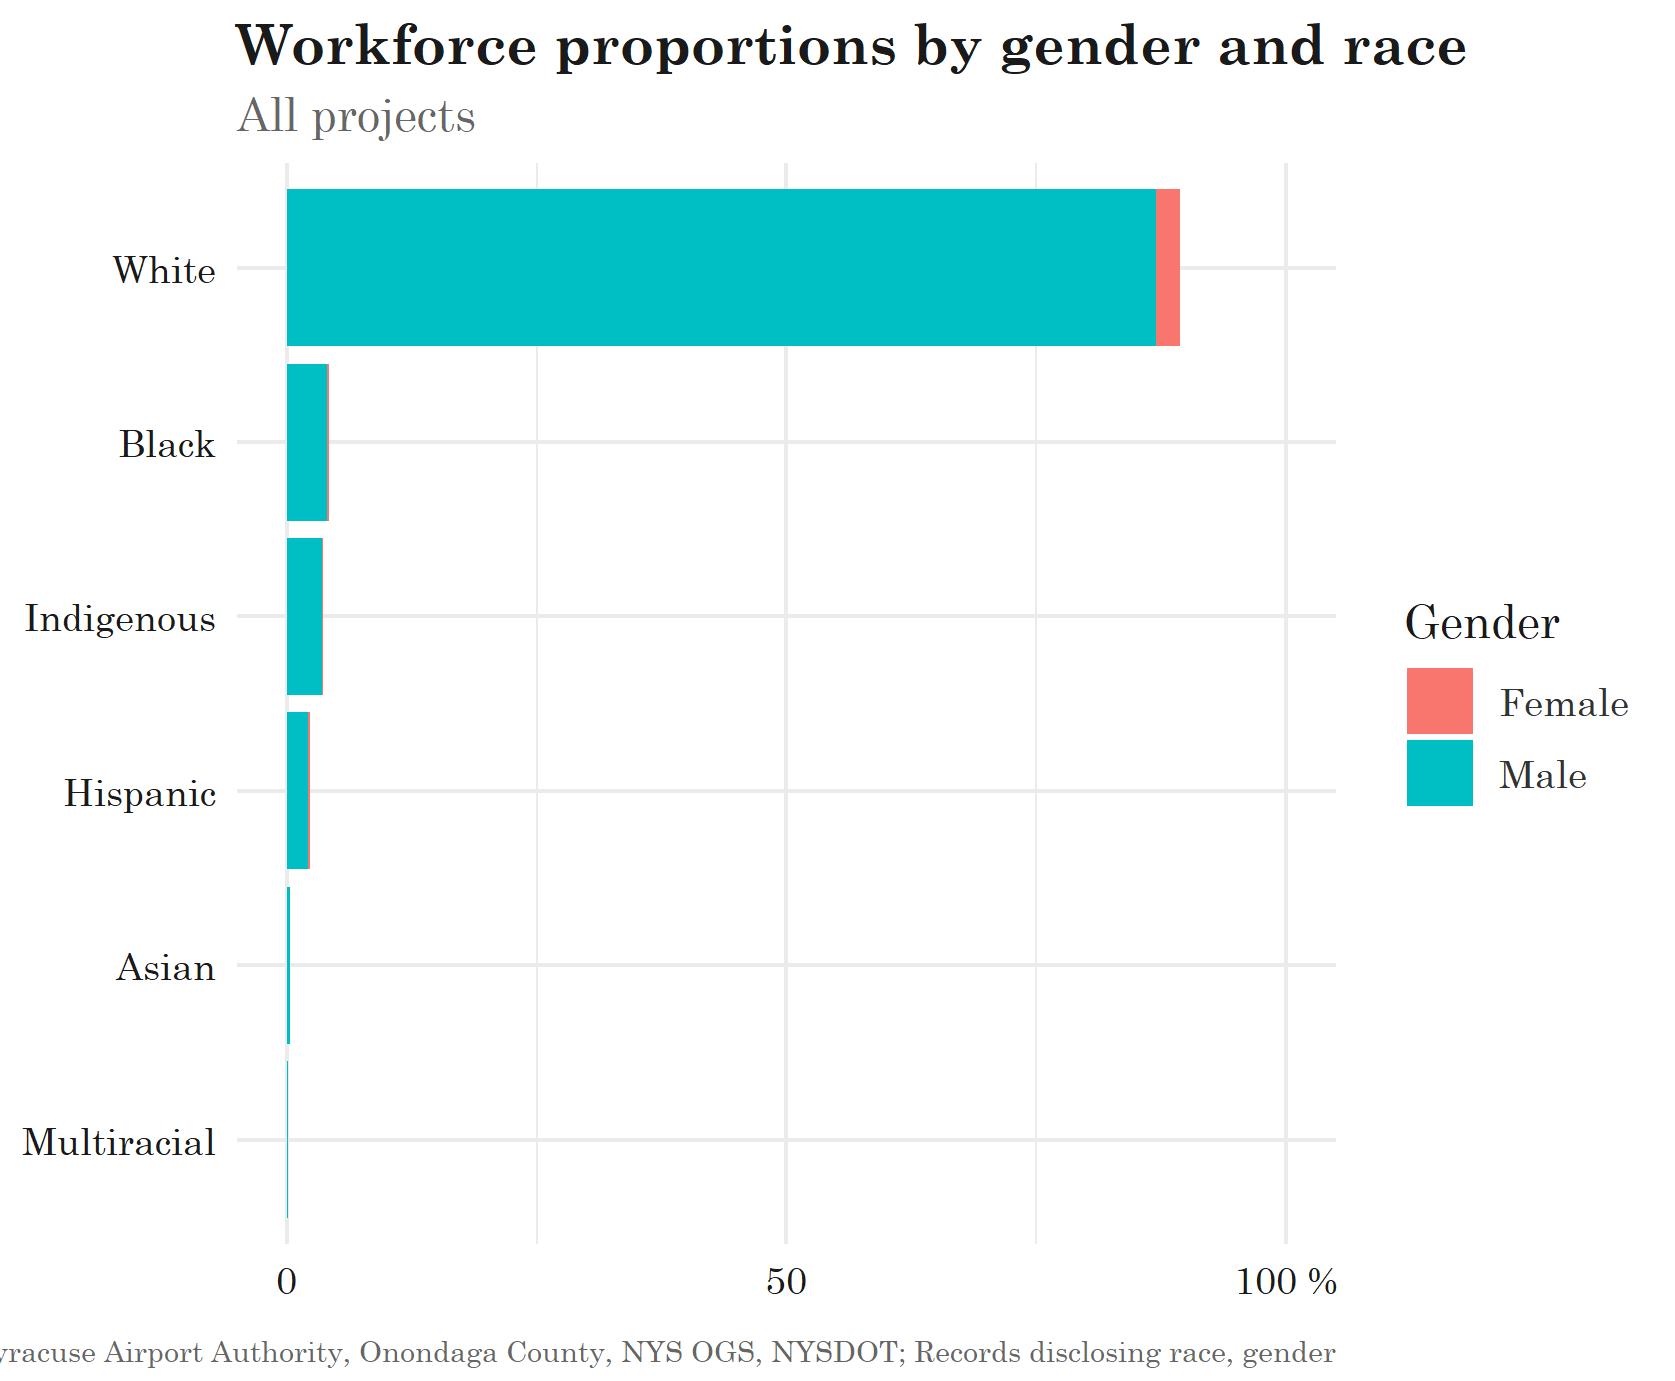 Workforce proportions by gender and race
All projects
White
Black
Indigenous
Hispanic
Asian
Multiracial
0 50 100 %
Gender
Female
Male
Airport Authority, Onondaga County, NYS OGS, NYSDOT; Records disclosing race, gender